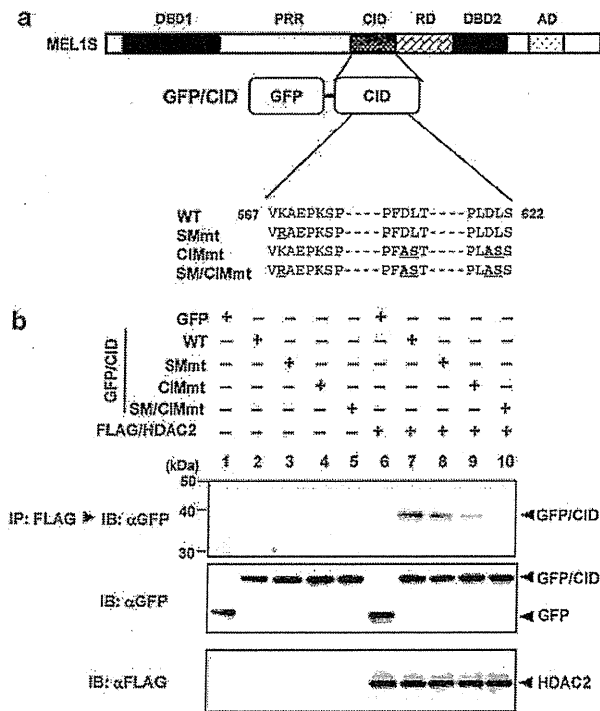 a
DBD1 PRR CID RD DBD2 AD
MEL1S
GFP/CID GFP CID
WT 567 VKAEPKSP----PFDLT----PLDLS 622
SMmt VRAEPKSP----PFDLT----PLDLS
CIMmt VKAEPKSP----PFAST----PLASS
SM/CIMmt VRAEPKSP----PFAST----PLASS
b
GFP + − − − − + − − − −
GFP/CID
WT − + − − − − + − − −
SMmt − − + − − − − + − −
CIMmt − − − + − − − − + −
SM/CIMmt − − − − + − − − − +
FLAG/HDAC2 − − − − − + + + + +
(kDa) 1 2 3 4 5 6 7 8 9 10
50
IP: FLAG ► IB: αGFP 40 ◄GFP/CID
30
IB: αGFP ◄GFP/CID
◄GFP
IB: αFLAG ◄HDAC2